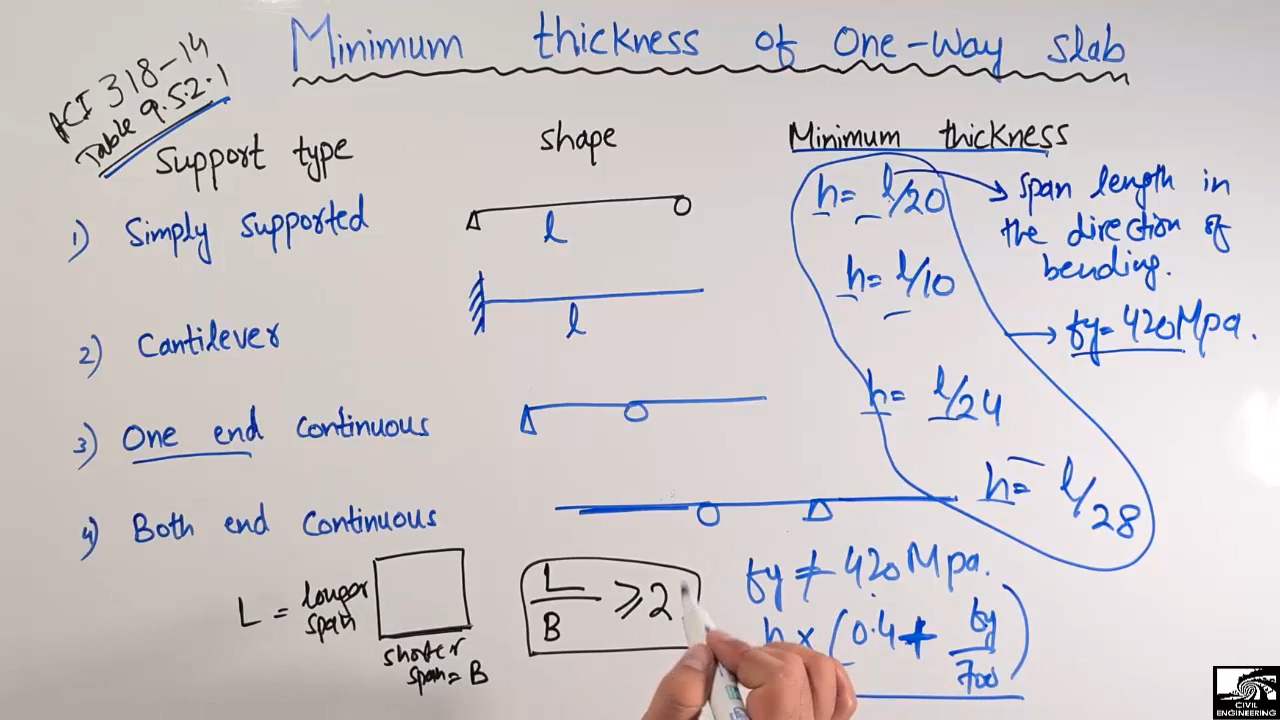 Minimum thickness of One-Way slab
ACI 318-14
Table 9.5.2.1
Support type
shape
Minimum thickness
1) Simply supported
l
h= l/20
span length in
the direction of
bending.
2) Cantilever
l
h= l/10
fy= 420 Mpa.
3) One end continuous
h= l/24
4) Both end continuous
h= l/28
L = longer
span
shorter
span= B
L/B ≥ 2
fy ≠ 420 Mpa.
h x (0.4 + fy/700)
CIVIL
ENGINEERING